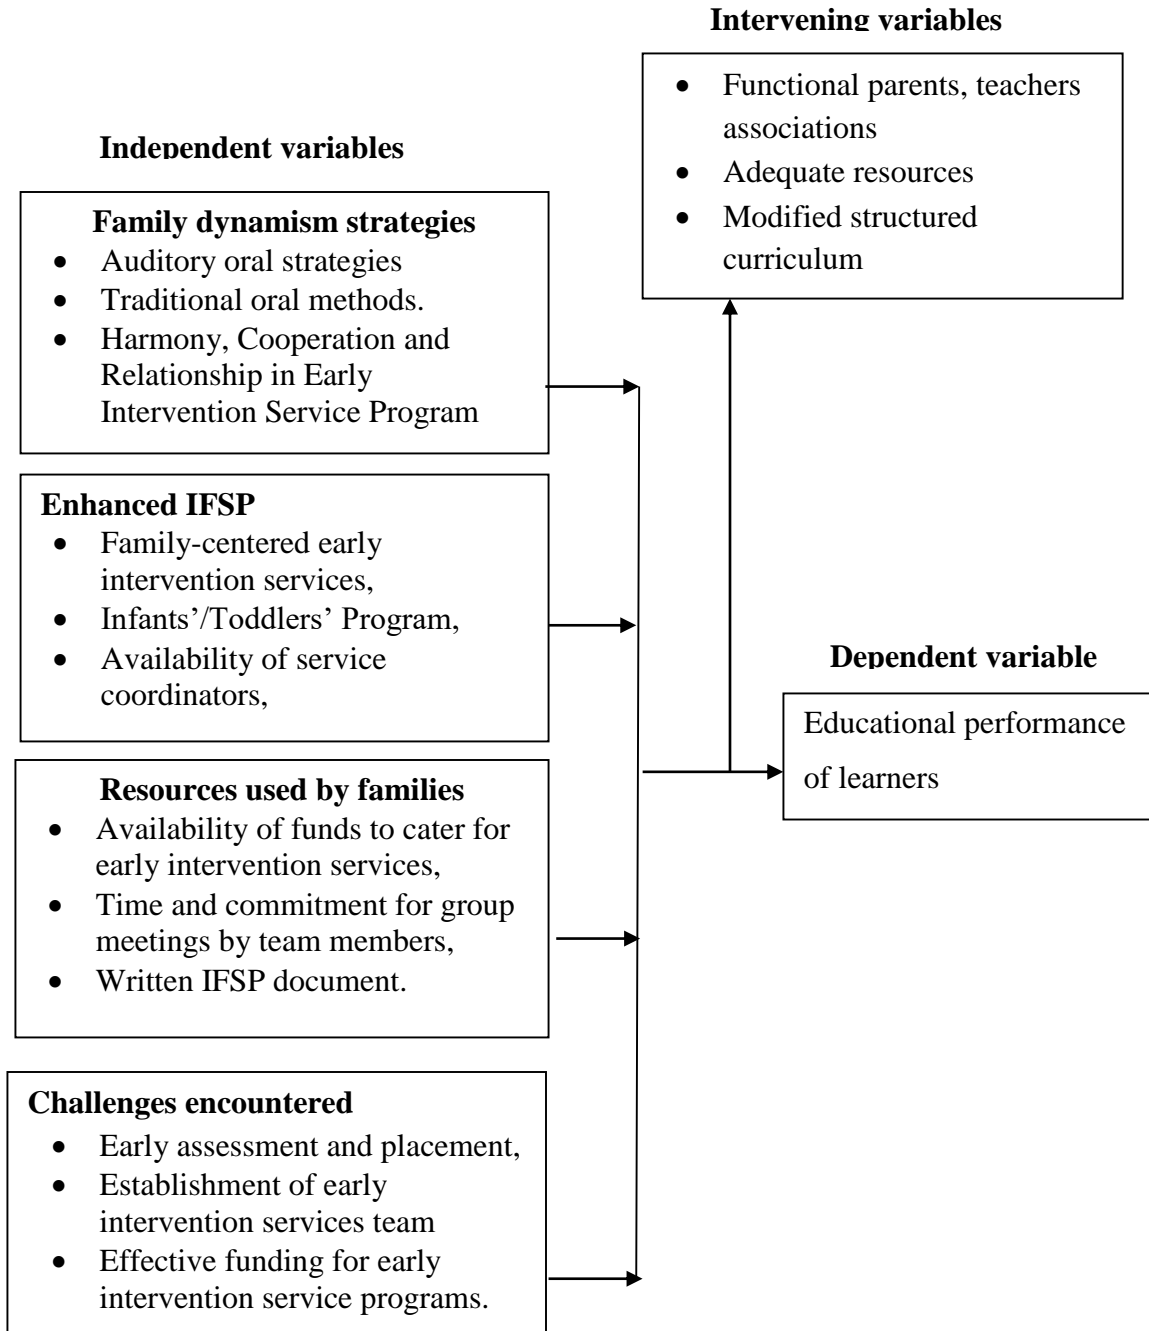 Intervening variables
• Functional parents, teachers
associations
• Adequate resources
• Modified structured
curriculum
Independent variables
Family dynamism strategies
• Auditory oral strategies
• Traditional oral methods.
• Harmony, Cooperation and
Relationship in Early
Intervention Service Program
Enhanced IFSP
• Family-centered early
intervention services,
• Infants’/Toddlers’ Program,
• Availability of service
coordinators,
Dependent variable
Educational performance
of learners
Resources used by families
• Availability of funds to cater for
early intervention services,
• Time and commitment for group
meetings by team members,
• Written IFSP document.
Challenges encountered
• Early assessment and placement,
• Establishment of early
intervention services team
• Effective funding for early
intervention service programs.